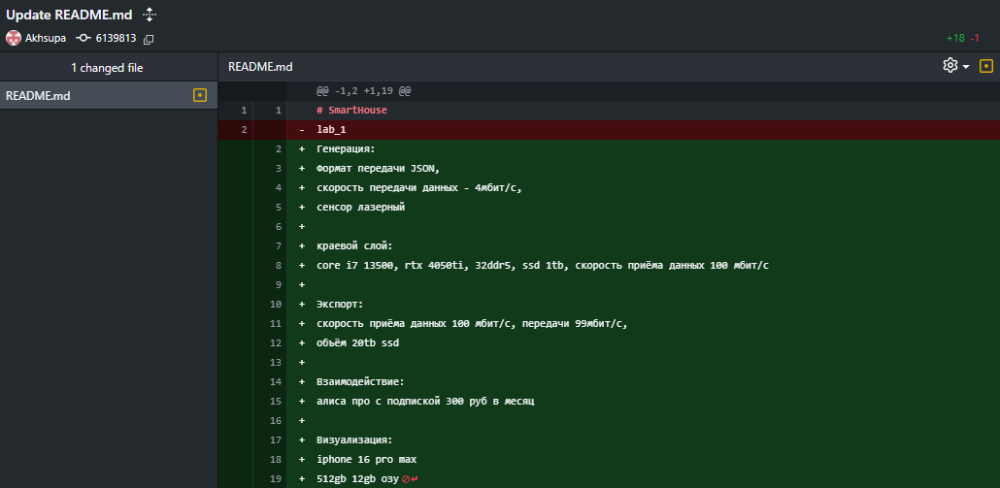 Update README.md
Akhsupa 6139813 +18 -1
1 changed file
README.md
README.md
@@ -1,2 +1,19 @@
1 1 # SmartHouse
2 - lab_1
2 + Генерация:
3 + Формат передачи JSON,
4 + скорость передачи данных - 4мбит/с,
5 + сенсор лазерный
6 +
7 + краевой слой:
8 + core i7 13500, rtx 4050ti, 32ddr5, ssd 1tb, скорость приёма данных 100 мбит/с
9 +
10 + Экспорт:
11 + скорость приёма данных 100 мбит/с, передачи 99мбит/с,
12 + объём 20tb ssd
13 +
14 + Взаимодействие:
15 + алиса про с подпиской 300 руб в месяц
16 +
17 + Визуализация:
18 + iphone 16 pro max
19 + 512gb 12gb озу